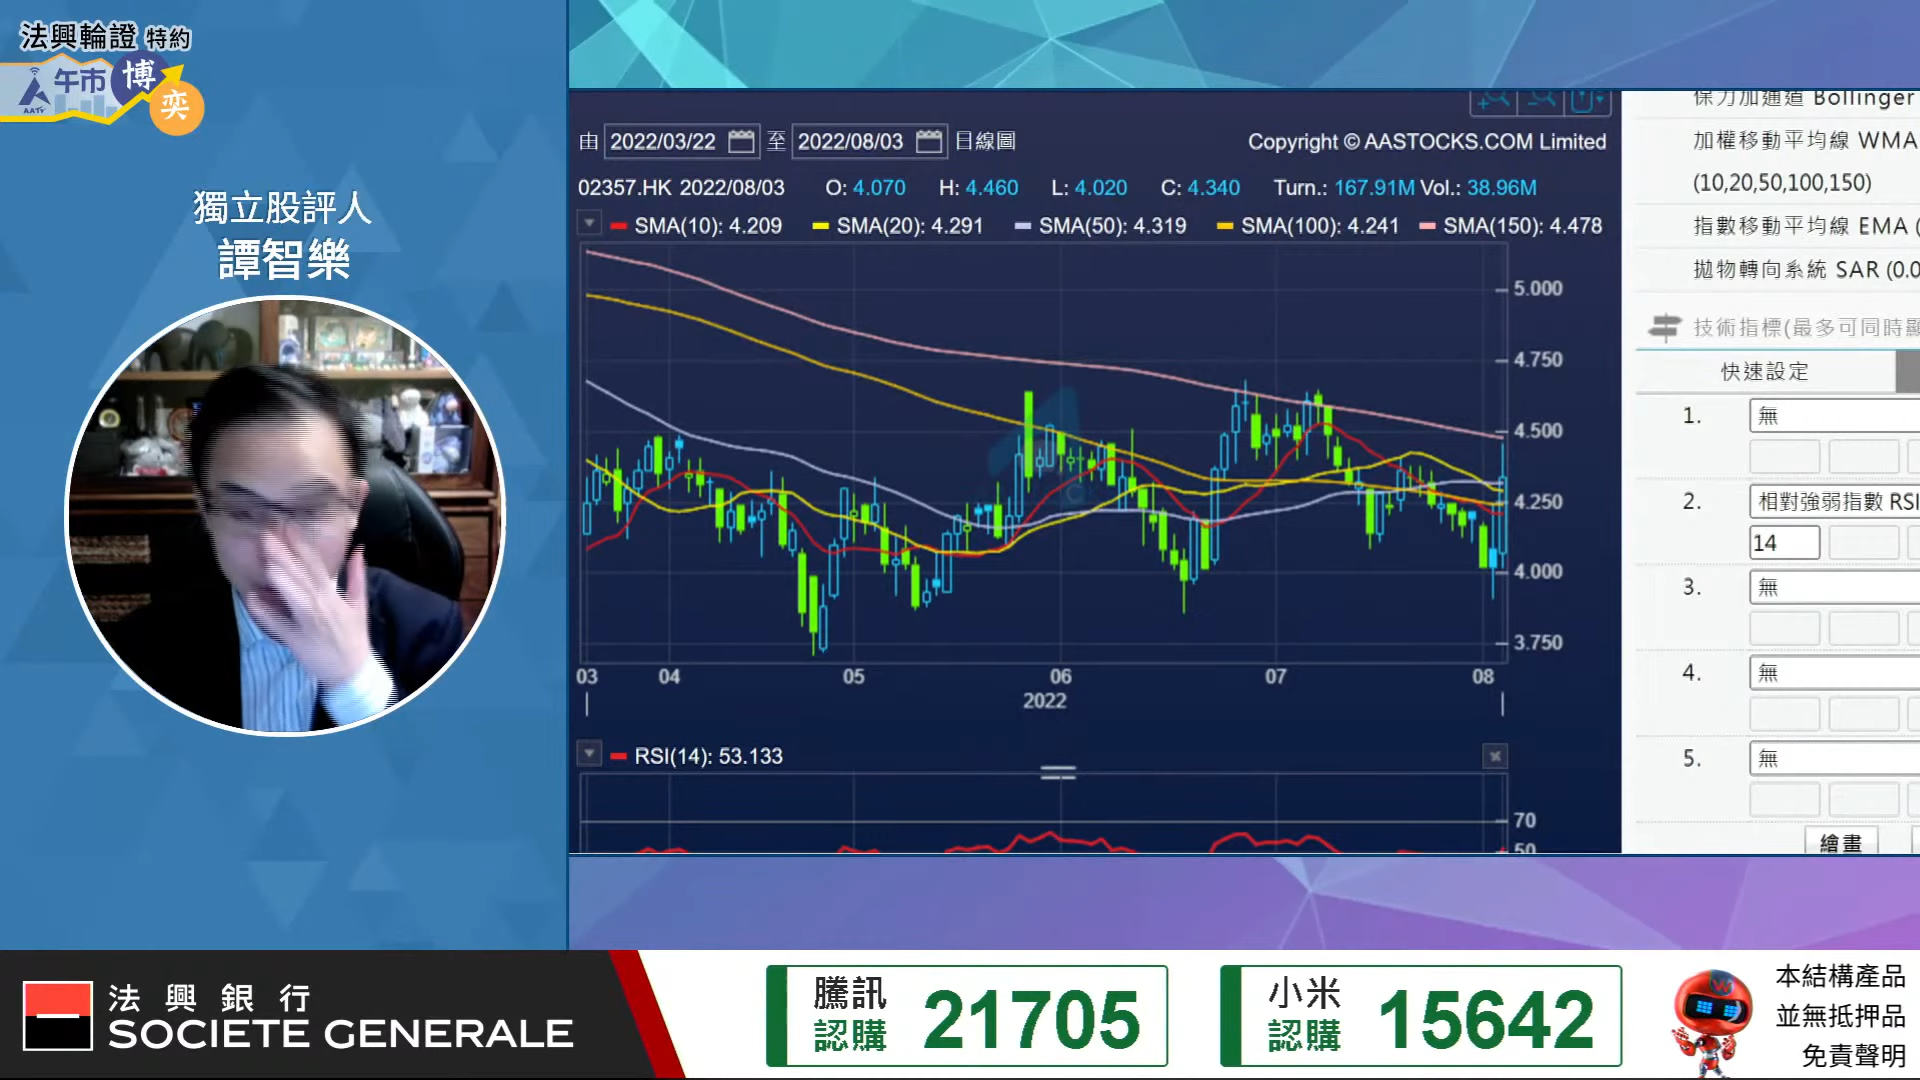 法興輪證 特約
午市博弈
AATV
獨立股評人
譚智樂
由 2022/03/22 至 2022/08/03 日線圖
Copyright © AASTOCKS.COM Limited
02357.HK 2022/08/03 O: 4.070 H: 4.460 L: 4.020 C: 4.340 Turn.: 167.91M Vol.: 38.96M
SMA(10): 4.209 SMA(20): 4.291 SMA(50): 4.319 SMA(100): 4.241 SMA(150): 4.478
5.000
4.750
4.500
4.250
4.000
3.750
03 04 05 06 07 08
2022
RSI(14): 53.133
70
50
保力加通道 Bollinger
加權移動平均線 WMA
(10,20,50,100,150)
指數移動平均線 EMA (
拋物轉向系統 SAR (0.0
技術指標(最多可同時顯
快速設定
1. 無
2. 相對強弱指數 RSI
14
3. 無
4. 無
5. 無
繪畫
法興銀行
SOCIETE GENERALE
騰訊
認購
21705
小米
認購
15642
本結構產品
並無抵押品
免責聲明